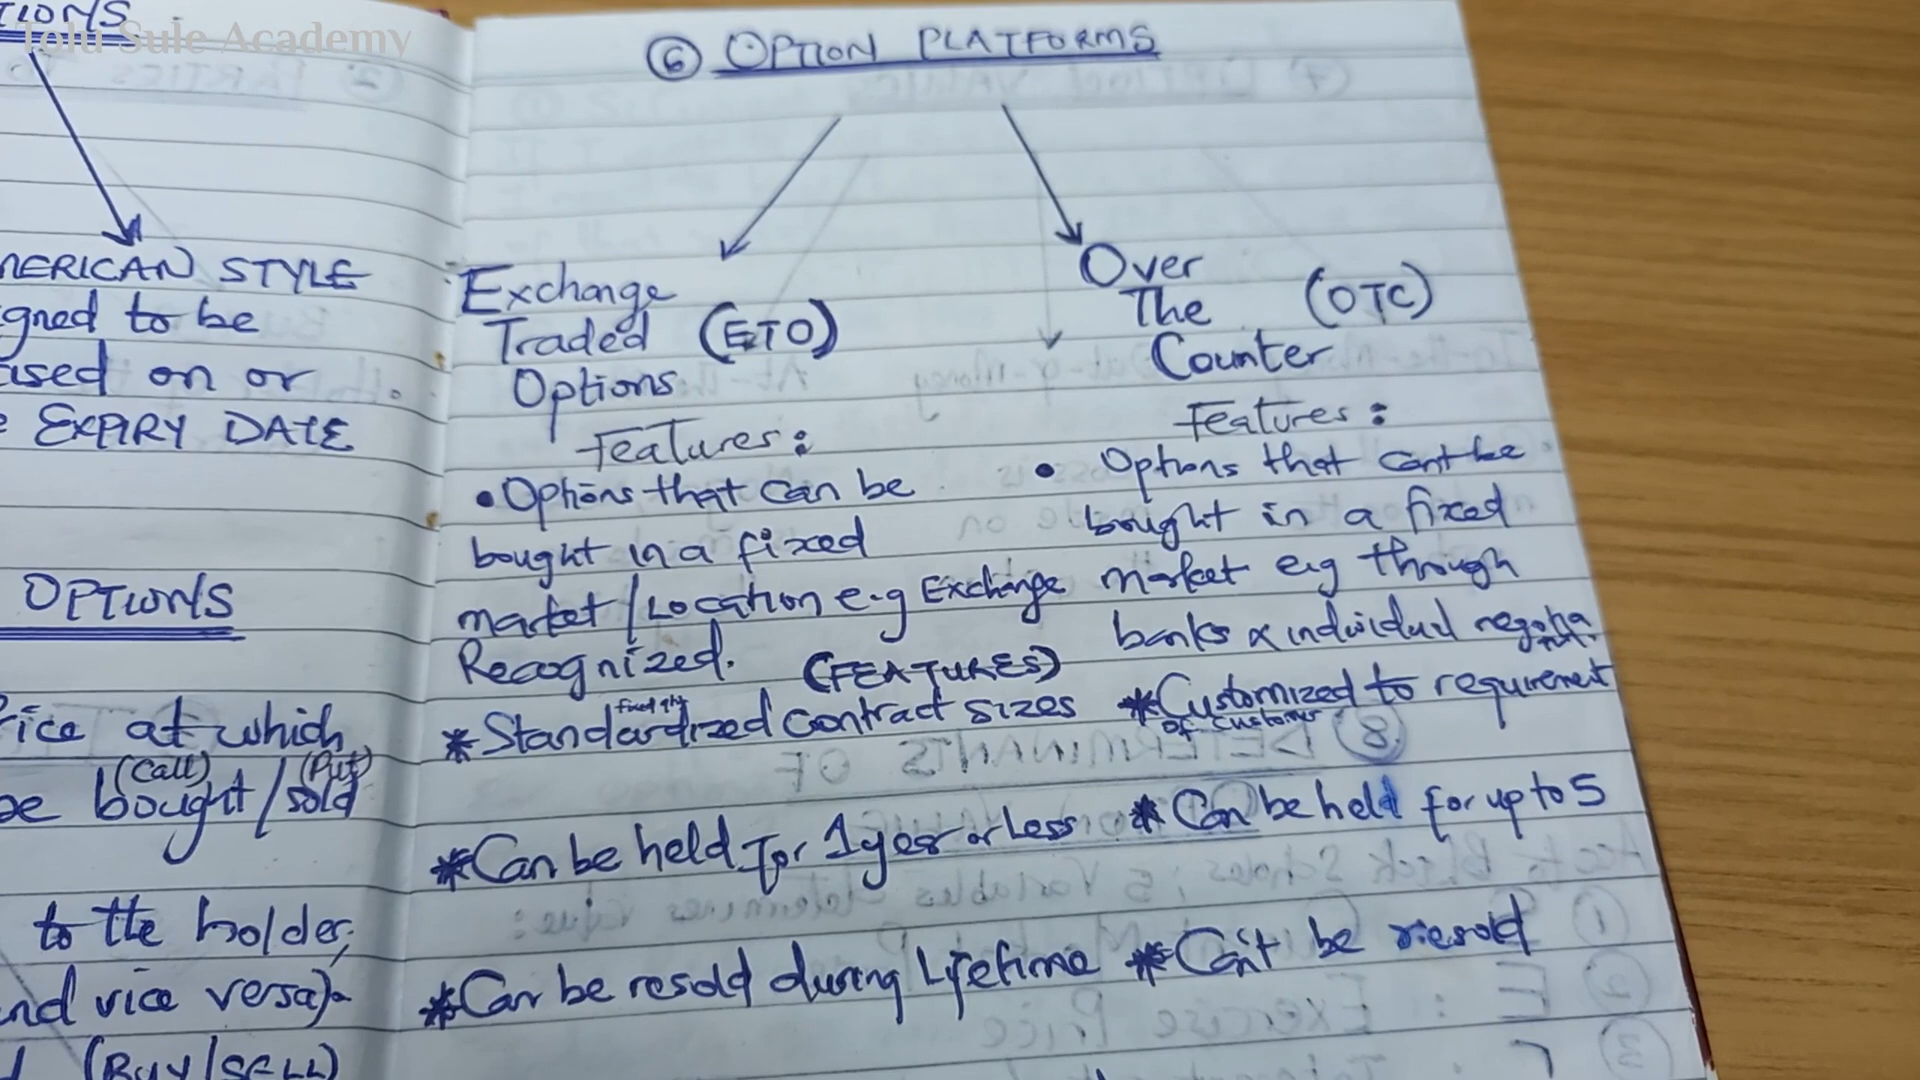 TIONS
Tolu Sule Academy
MERICAN STYLE
igned to be
ised on or
EXPIRY DATE
OPTIONS
rice at which
(Call) (Put)
be bought/sold
to the holder,
and vice versa).
(BUY/SELL)
⑥ OPTION PLATFORMS
Exchange
Traded (ETO)
Options
Features:
• Options that can be
bought in a fixed
market/Location e.g Exchange
Recognized. (FEATURES)
* Standardized contract sizes
* Can be held for 1 year or Less
* Can be resold during Lifetime
Over
The (OTC)
Counter
Features:
• Options that can't be
bought in a fixed
market e.g through
banks & individual
* Customized to requirement
of customer
* Can be held for up to 5
* Can't be resold